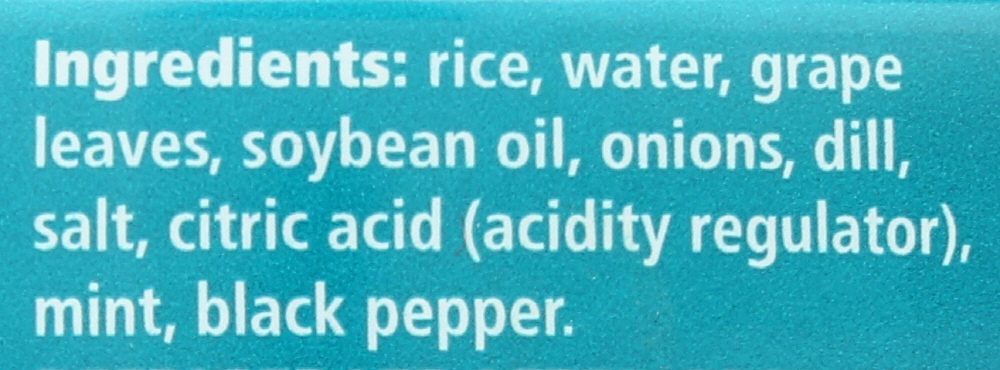 Ingredients: rice, water, grape
leaves, soybean oil, onions, dill,
salt, citric acid (acidity regulator),
mint, black pepper.